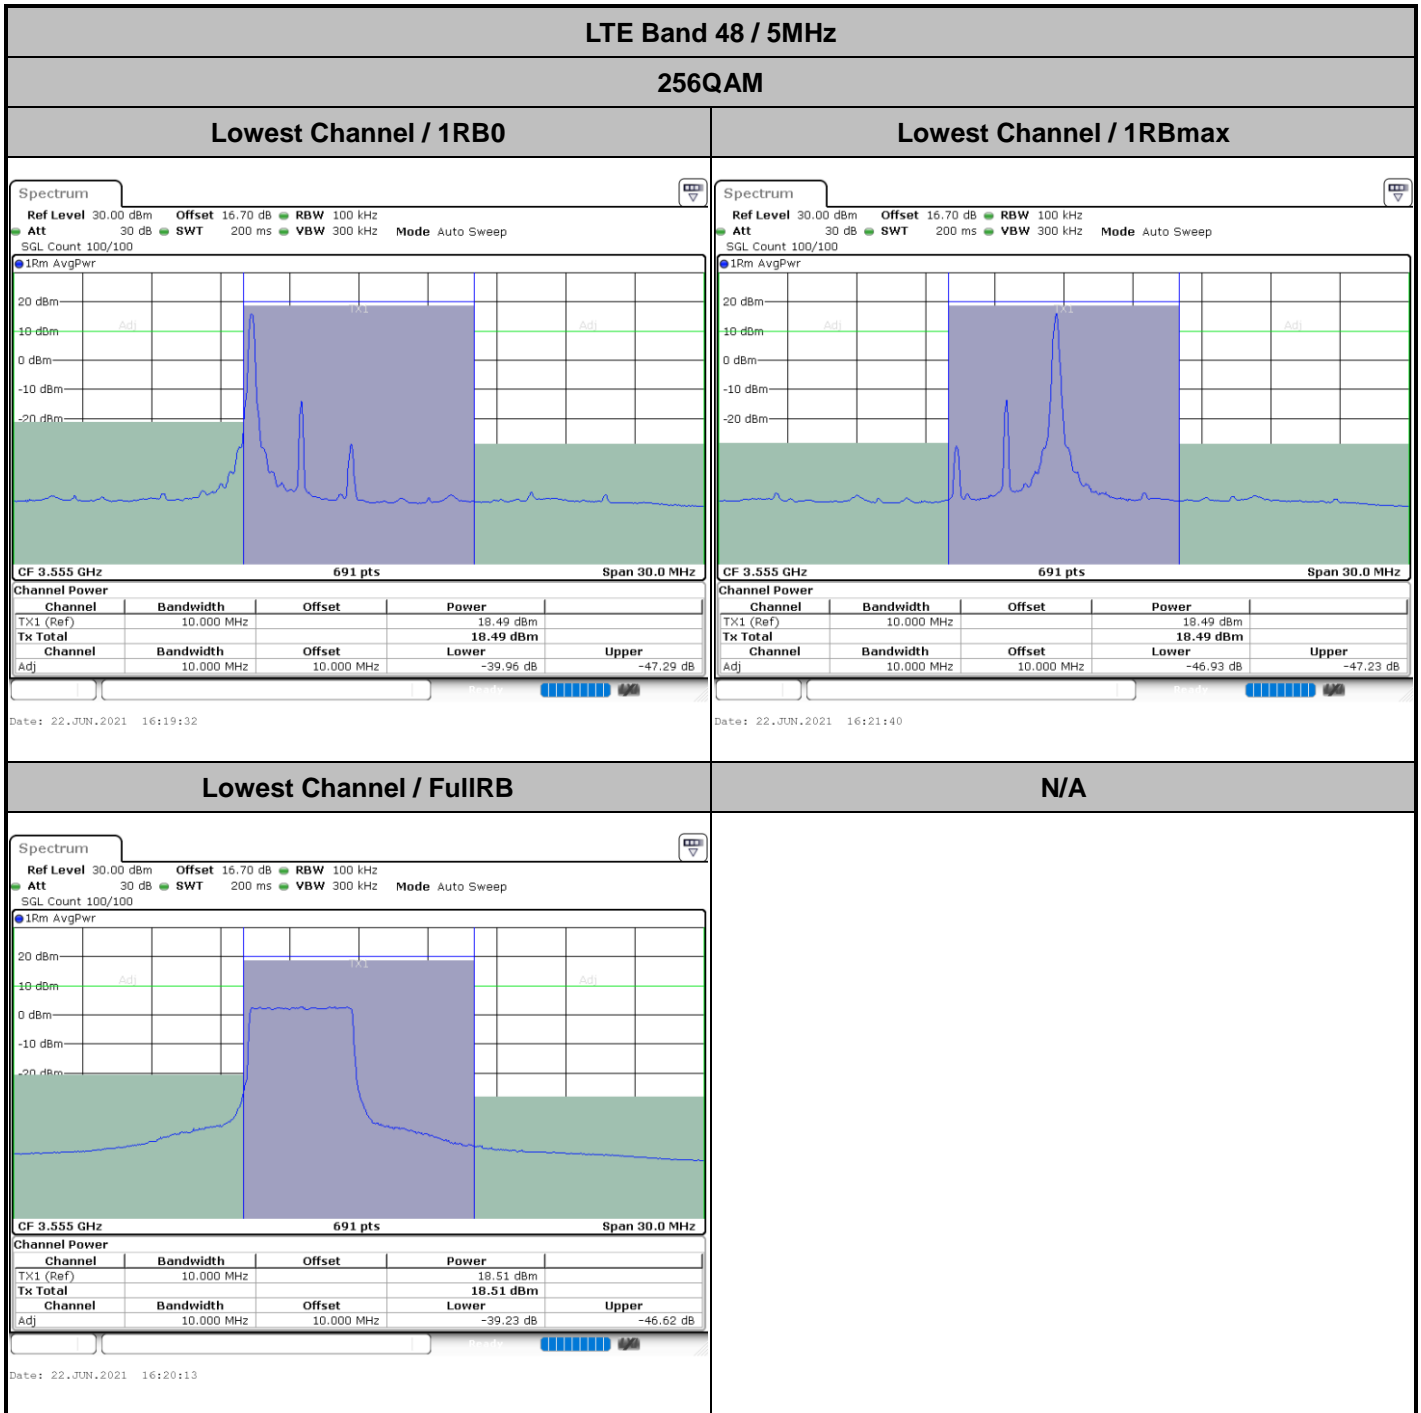 LTE Band 48 / 5MHz
256QAM
Lowest Channel / 1RB0
Lowest Channel / 1RBmax
Spectrum
Ref Level 30.00 dBm Offset 16.70 dB RBW 100 kHz
Att 30 dB SWT 200 ms VBW 300 kHz Mode Auto Sweep
SGL Count 100/100
1Rm AvgPwr
TX1
20 dBm
Adj
Adj
10 dBm
0 dBm
-10 dBm
-20 dBm
CF 3.555 GHz 691 pts Span 30.0 MHz
Channel Power
Channel Bandwidth Offset Power
TX1 (Ref) 10.000 MHz 18.49 dBm
Tx Total 18.49 dBm
Channel Bandwidth Offset Lower Upper
Adj 10.000 MHz 10.000 MHz -39.96 dB -47.29 dB
Ready
Date: 22.JUN.2021 16:19:32
Spectrum
Ref Level 30.00 dBm Offset 16.70 dB RBW 100 kHz
Att 30 dB SWT 200 ms VBW 300 kHz Mode Auto Sweep
SGL Count 100/100
1Rm AvgPwr
TX1
20 dBm
Adj
Adj
10 dBm
0 dBm
-10 dBm
-20 dBm
CF 3.555 GHz 691 pts Span 30.0 MHz
Channel Power
Channel Bandwidth Offset Power
TX1 (Ref) 10.000 MHz 18.49 dBm
Tx Total 18.49 dBm
Channel Bandwidth Offset Lower Upper
Adj 10.000 MHz 10.000 MHz -46.93 dB -47.23 dB
Ready
Date: 22.JUN.2021 16:21:40
Lowest Channel / FullRB
N/A
Spectrum
Ref Level 30.00 dBm Offset 16.70 dB RBW 100 kHz
Att 30 dB SWT 200 ms VBW 300 kHz Mode Auto Sweep
SGL Count 100/100
1Rm AvgPwr
TX1
20 dBm
Adj
Adj
10 dBm
0 dBm
-10 dBm
-20 dBm
CF 3.555 GHz 691 pts Span 30.0 MHz
Channel Power
Channel Bandwidth Offset Power
TX1 (Ref) 10.000 MHz 18.51 dBm
Tx Total 18.51 dBm
Channel Bandwidth Offset Lower Upper
Adj 10.000 MHz 10.000 MHz -39.23 dB -46.62 dB
Ready
Date: 22.JUN.2021 16:20:13